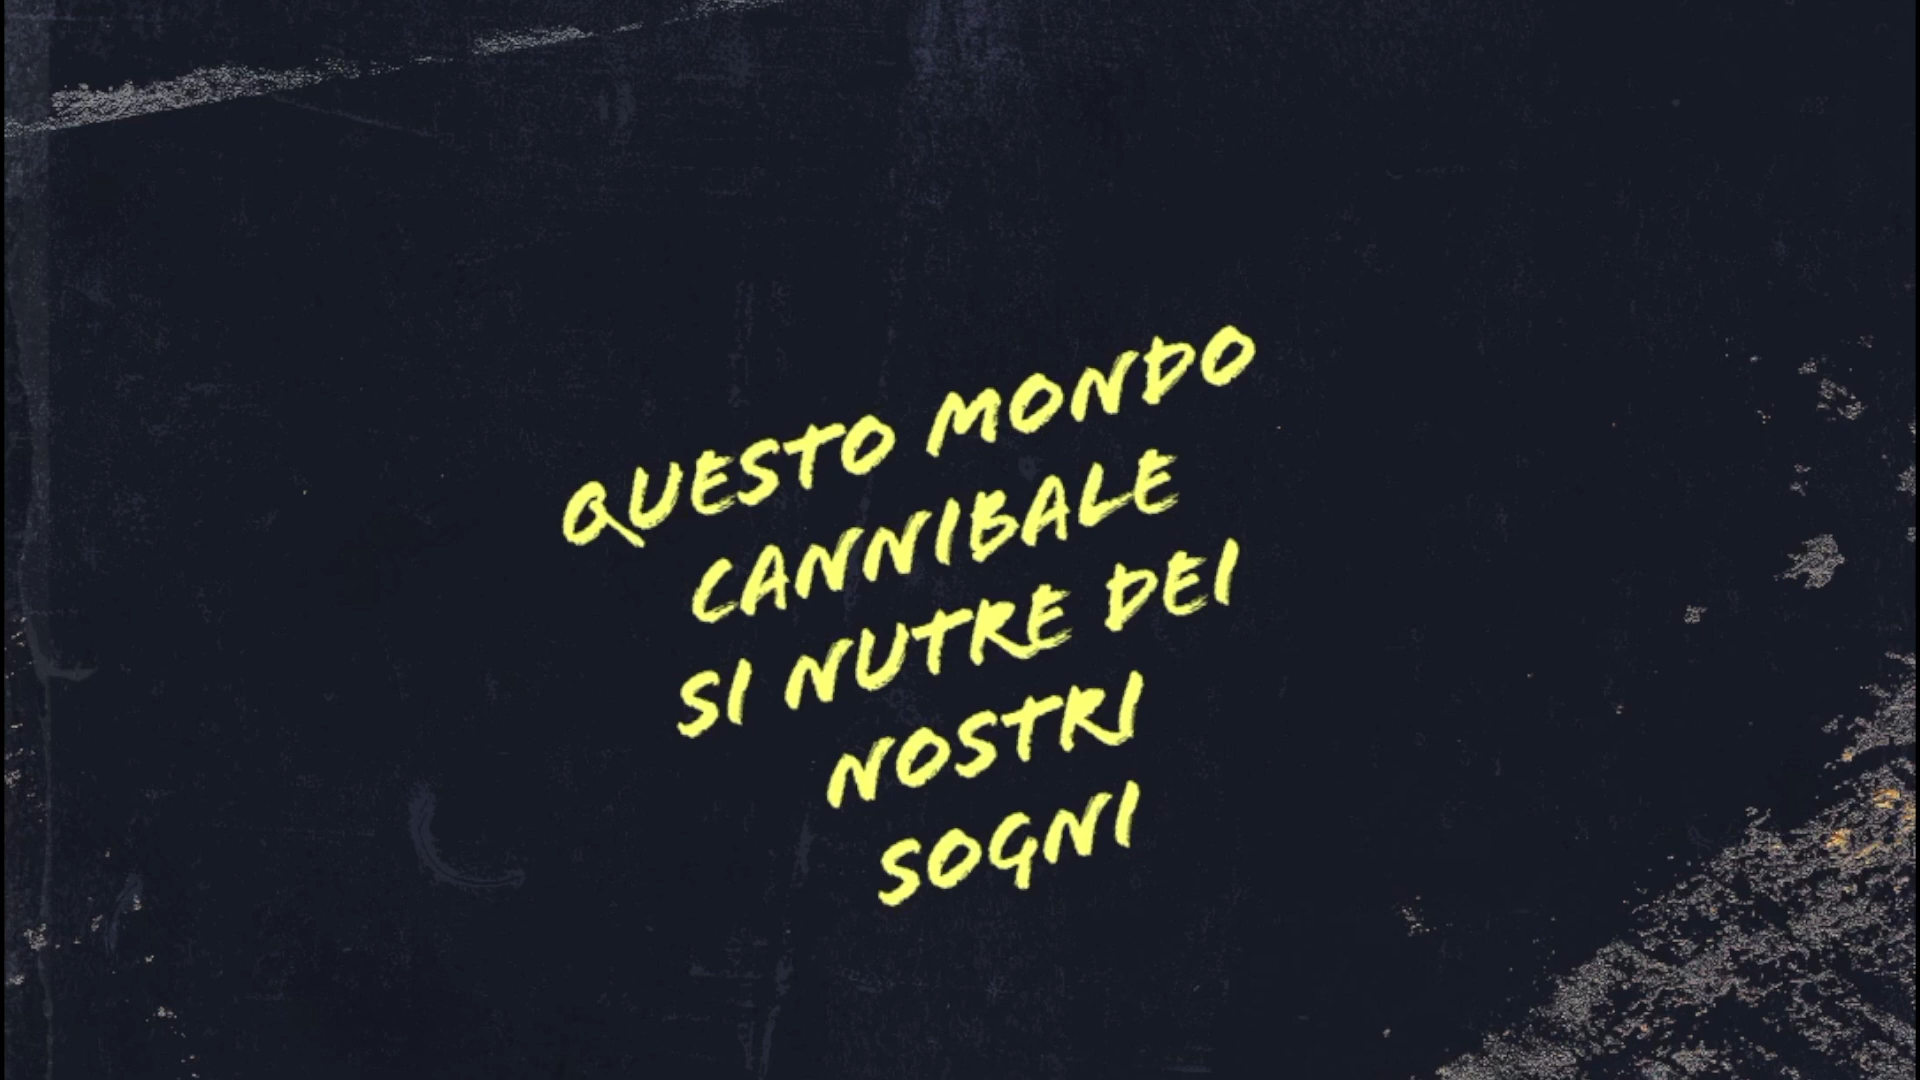 QUESTO MONDO
CANNIBALE
SI NUTRE DEI
NOSTRI
SOGNI